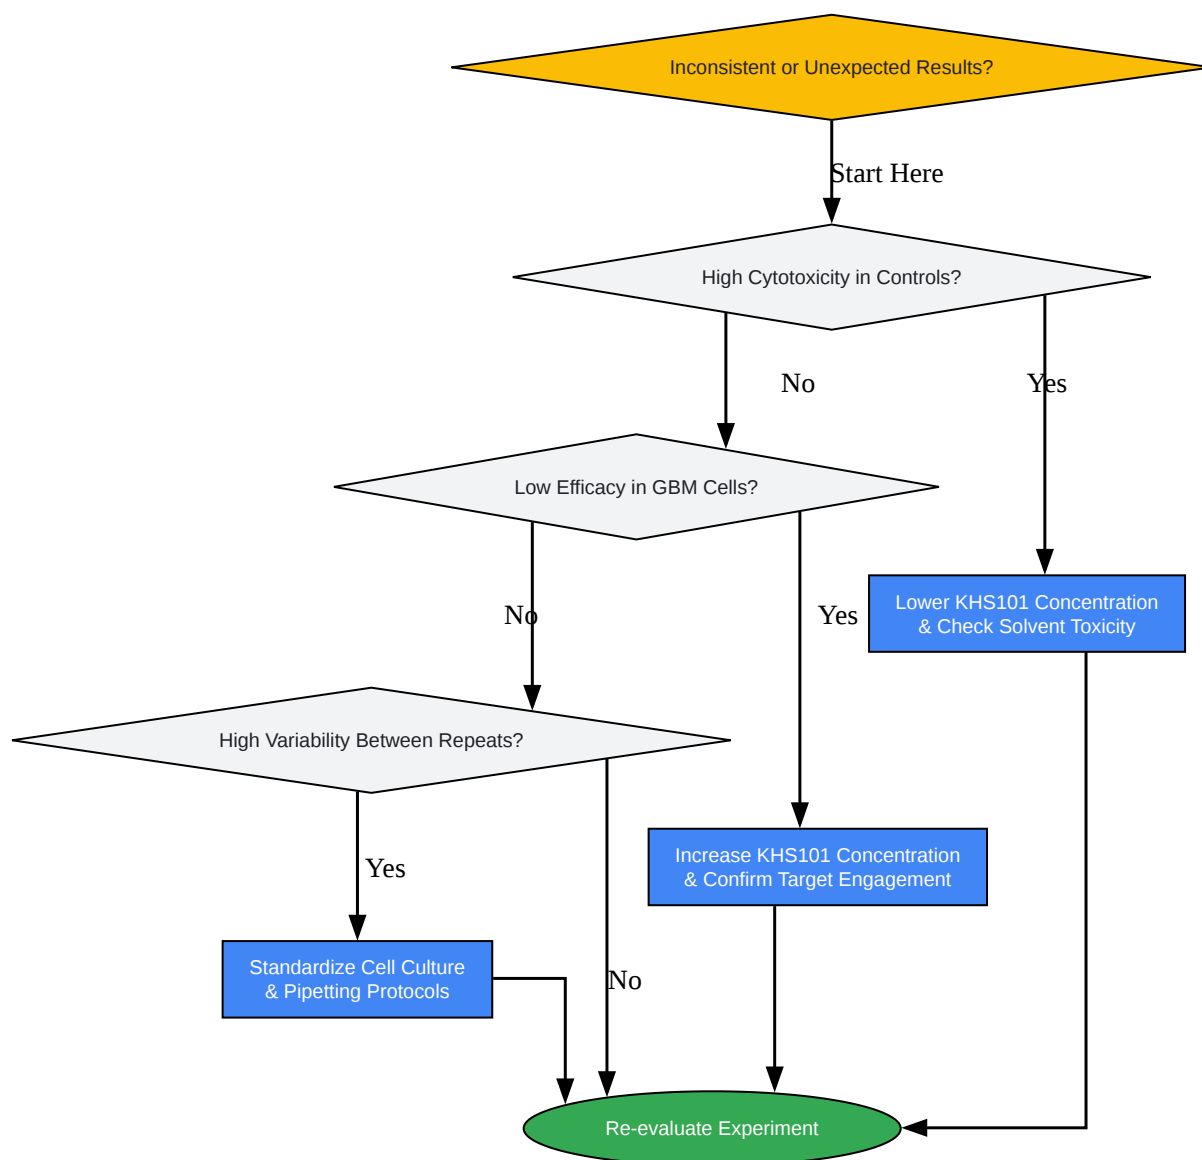 Inconsistent or Unexpected Results?
Start Here
High Cytotoxicity in Controls?
No
Yes
Low Efficacy in GBM Cells?
No
Yes
Lower KHS101 Concentration
& Check Solvent Toxicity
High Variability Between Repeats?
Yes
Increase KHS101 Concentration
& Confirm Target Engagement
Standardize Cell Culture
& Pipetting Protocols
No
Re-evaluate Experiment